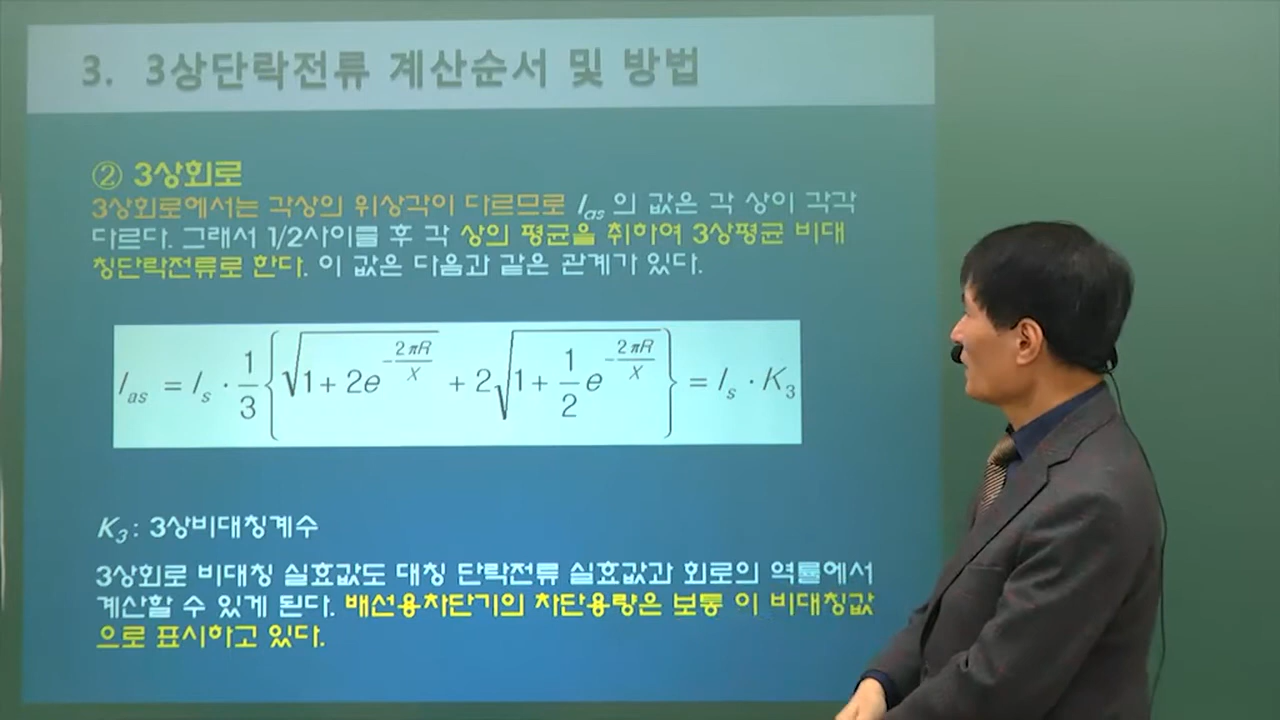 3. 3상단락전류 계산순서 및 방법
② 3상회로
3상회로에서는 각상의 위상각이 다르므로 I_as 의 값은 각 상이 각각
다르다. 그래서 1/2사이클 후 각 상의 평균을 취하여 3상평균 비대
칭단락전류로 한다. 이 값은 다음과 같은 관계가 있다.
I_as = I_s · 1/3 { √(1 + 2e^(-2πR/X)) + 2√(1 + 1/2 e^(-2πR/X)) } = I_s · K_3
K_3 : 3상비대칭계수
3상회로 비대칭 실효값도 대칭 단락전류 실효값과 회로의 역률에서
계산할 수 있게 된다. 배선용차단기의 차단용량은 보통 이 비대칭값
으로 표시하고 있다.